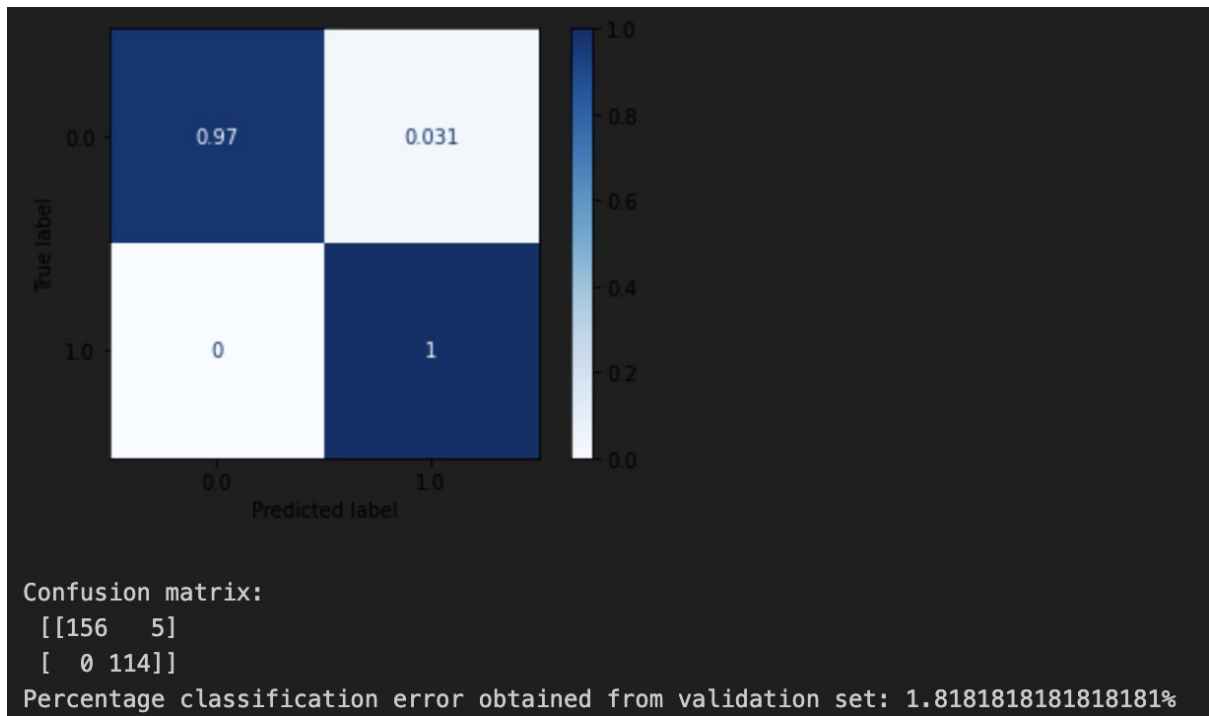 1.0
0.97 0.031
0.0
0.8
0.6
True label
0.4
0 1
1.0
0.2
0.0
0.0 1.0
Predicted label
Confusion matrix:
[[156 5]
[ 0 114]]
Percentage classification error obtained from validation set: 1.8181818181818181%